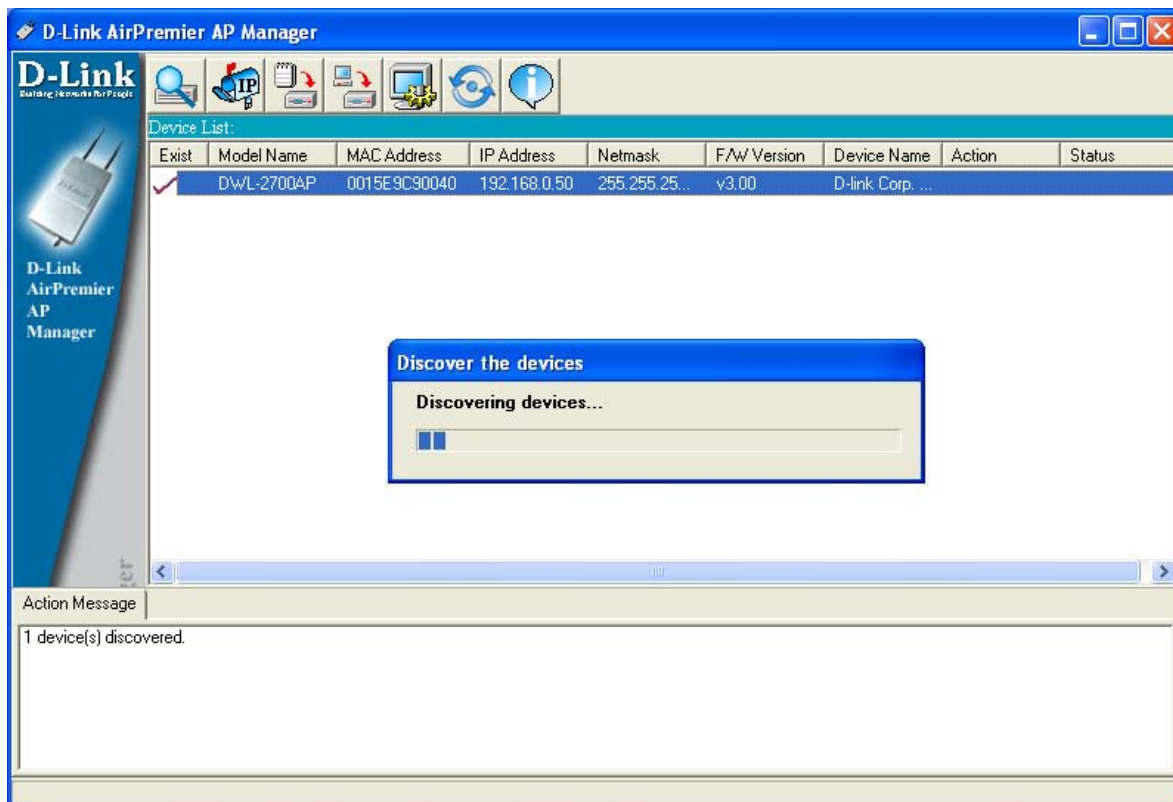 D-Link AirPremier AP Manager
D-Link
Building Networks for People
IP
Device List:
Exist Model Name MAC Address IP Address Netmask F/W Version Device Name Action Status
DWL-2700AP 0015E9C90040 192.168.0.50 255.255.25... v3.00 D-link Corp. ...
D-Link
AirPremier
AP
Manager
Discover the devices
Discovering devices...
Action Message
1 device(s) discovered.